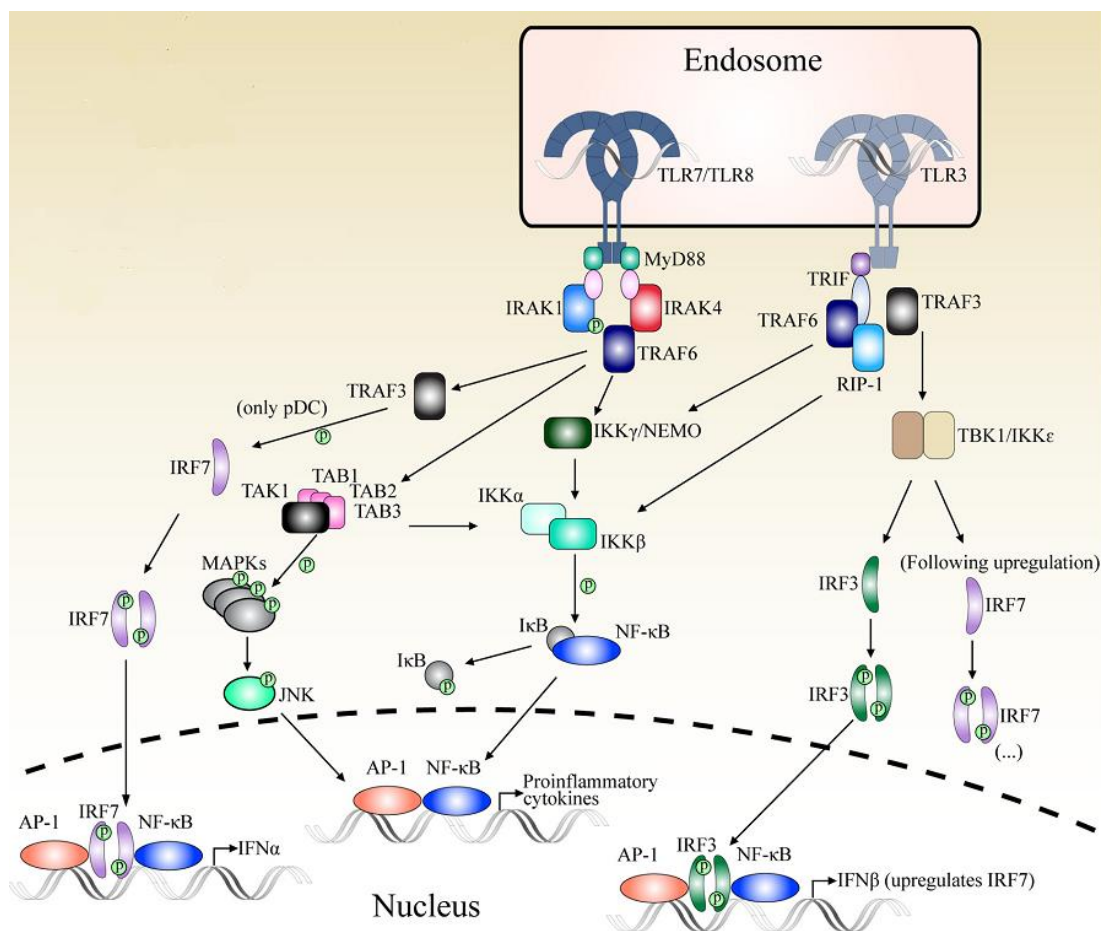 Endosome
TLR7/TLR8
TLR3
MyD88
TRIF
IRAK1
P
IRAK4
TRAF6
TRAF3
TRAF6
RIP-1
TRAF3
(only pDC)
P
IKKγ/NEMO
TBK1/IKKε
IRF7
TAK1
TAB1
TAB2
TAB3
IKKα
IKKβ
P
MAPKs
P
P
P
P
IRF3
(Following upregulation)
IRF7
IRF7
P
P
IκB
NF-κB
IκB
P
P
JNK
IRF3
P
P
P
P
IRF7
(...)
AP-1
NF-κB
Proinflammatory
cytokines
AP-1
IRF7
P
P
NF-κB
IFNα
AP-1
IRF3
P
P
NF-κB
IFNβ (upregulates IRF7)
Nucleus